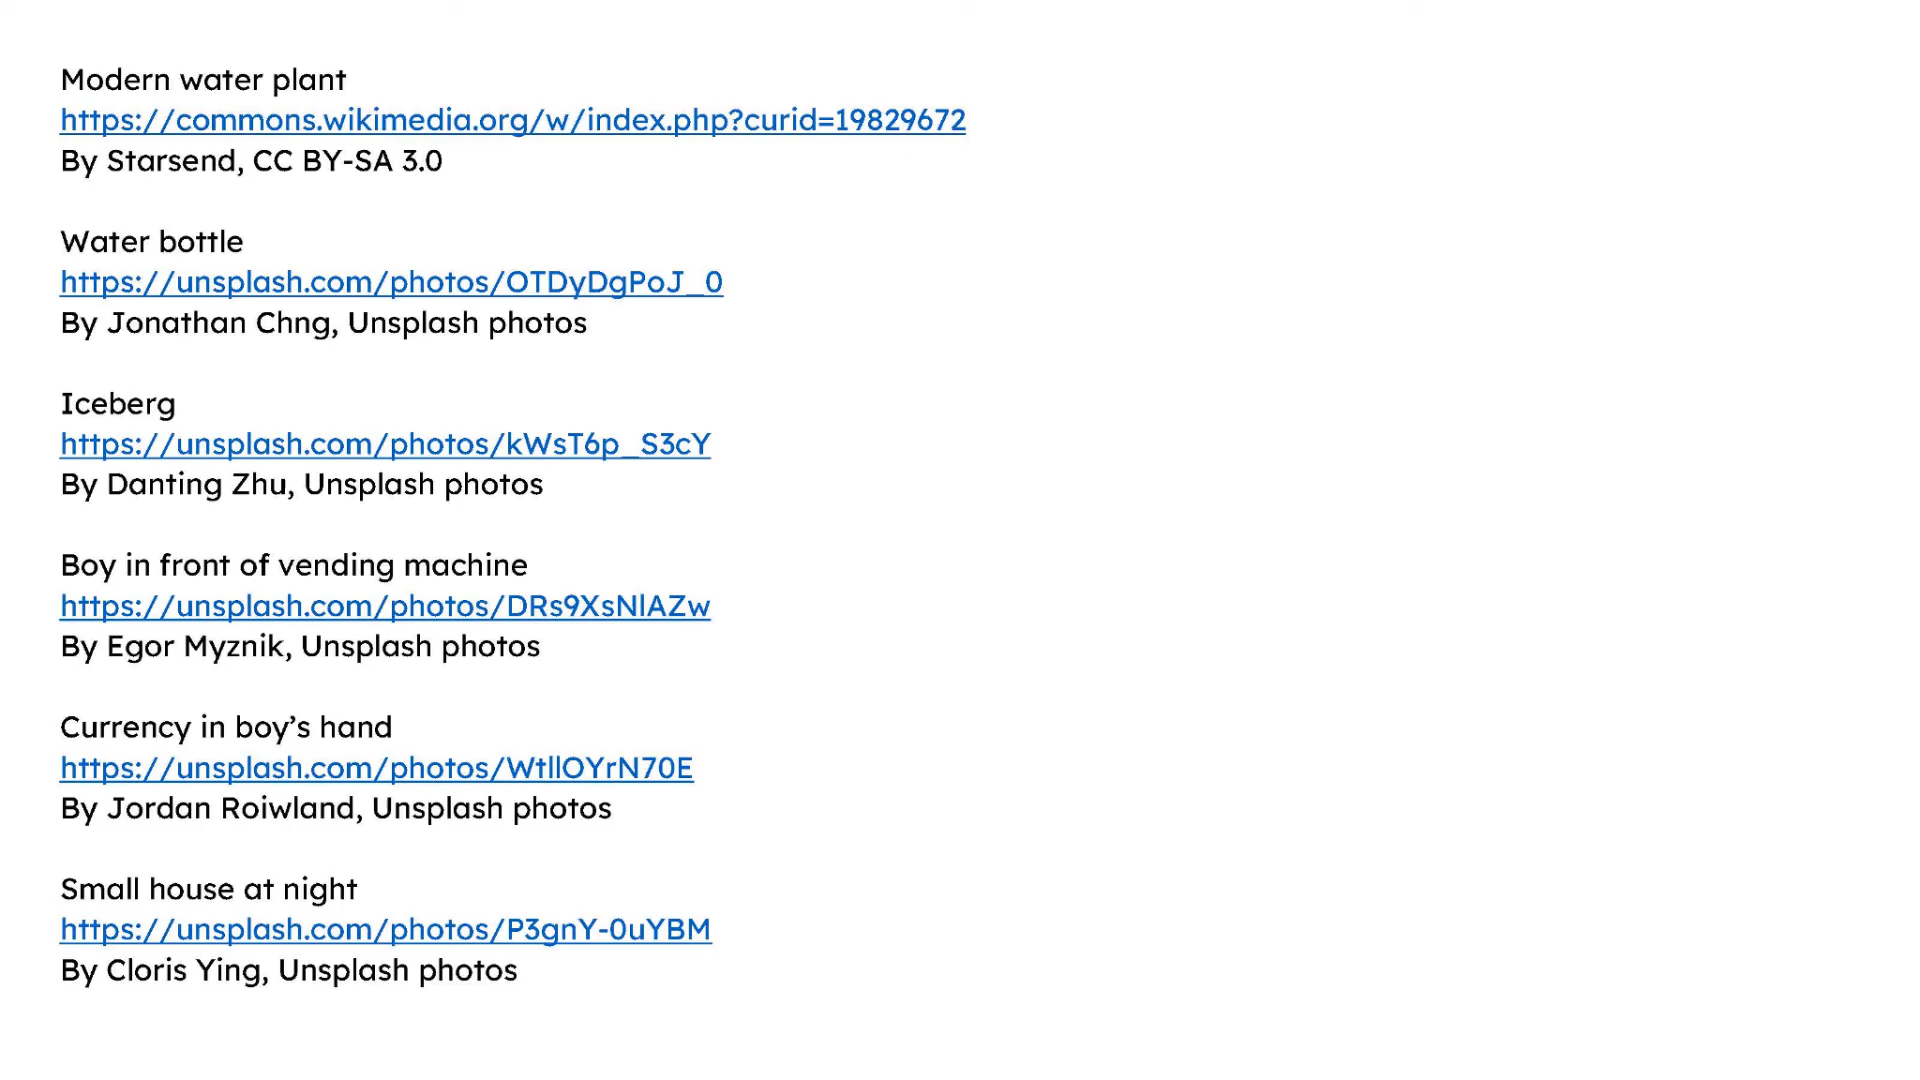 Modern water plant
https://commons.wikimedia.org/w/index.php?curid=19829672
By Starsend, CC BY-SA 3.0
Water bottle
https://unsplash.com/photos/OTDyDgPoJ_0
By Jonathan Chng, Unsplash photos
Iceberg
https://unsplash.com/photos/kWsT6p_S3cY
By Danting Zhu, Unsplash photos
Boy in front of vending machine
https://unsplash.com/photos/DRs9XsNlAZw
By Egor Myznik, Unsplash photos
Currency in boy’s hand
https://unsplash.com/photos/WtllOYrN70E
By Jordan Roiwland, Unsplash photos
Small house at night
https://unsplash.com/photos/P3gnY-0uYBM
By Cloris Ying, Unsplash photos